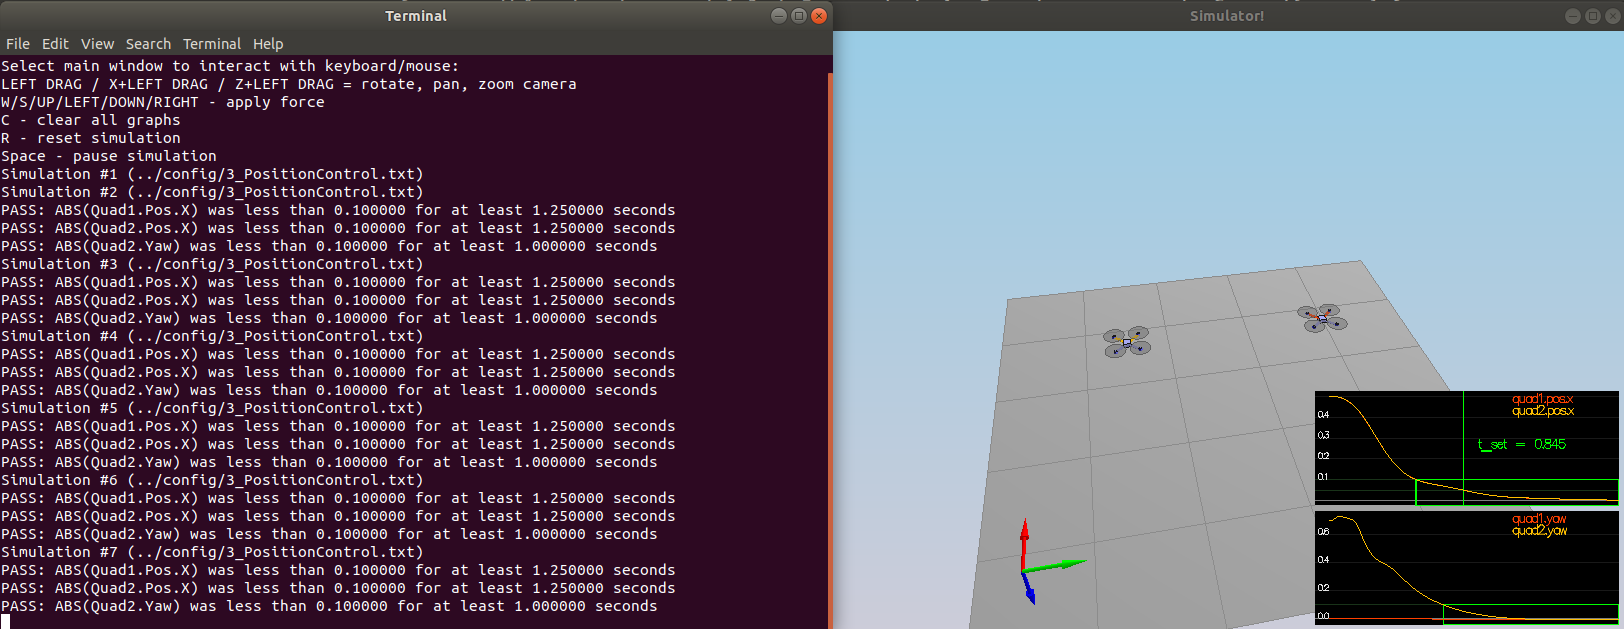 Terminal
File Edit View Search Terminal Help
Select main window to interact with keyboard/mouse:
LEFT DRAG / X+LEFT DRAG / Z+LEFT DRAG = rotate, pan, zoom camera
W/S/UP/LEFT/DOWN/RIGHT - apply force
C - clear all graphs
R - reset simulation
Space - pause simulation
Simulation #1 (../config/3_PositionControl.txt)
Simulation #2 (../config/3_PositionControl.txt)
PASS: ABS(Quad1.Pos.X) was less than 0.100000 for at least 1.250000 seconds
PASS: ABS(Quad2.Pos.X) was less than 0.100000 for at least 1.250000 seconds
PASS: ABS(Quad2.Yaw) was less than 0.100000 for at least 1.000000 seconds
Simulation #3 (../config/3_PositionControl.txt)
PASS: ABS(Quad1.Pos.X) was less than 0.100000 for at least 1.250000 seconds
PASS: ABS(Quad2.Pos.X) was less than 0.100000 for at least 1.250000 seconds
PASS: ABS(Quad2.Yaw) was less than 0.100000 for at least 1.000000 seconds
Simulation #4 (../config/3_PositionControl.txt)
PASS: ABS(Quad1.Pos.X) was less than 0.100000 for at least 1.250000 seconds
PASS: ABS(Quad2.Pos.X) was less than 0.100000 for at least 1.250000 seconds
PASS: ABS(Quad2.Yaw) was less than 0.100000 for at least 1.000000 seconds
Simulation #5 (../config/3_PositionControl.txt)
PASS: ABS(Quad1.Pos.X) was less than 0.100000 for at least 1.250000 seconds
PASS: ABS(Quad2.Pos.X) was less than 0.100000 for at least 1.250000 seconds
PASS: ABS(Quad2.Yaw) was less than 0.100000 for at least 1.000000 seconds
Simulation #6 (../config/3_PositionControl.txt)
PASS: ABS(Quad1.Pos.X) was less than 0.100000 for at least 1.250000 seconds
PASS: ABS(Quad2.Pos.X) was less than 0.100000 for at least 1.250000 seconds
PASS: ABS(Quad2.Yaw) was less than 0.100000 for at least 1.000000 seconds
Simulation #7 (../config/3_PositionControl.txt)
PASS: ABS(Quad1.Pos.X) was less than 0.100000 for at least 1.250000 seconds
PASS: ABS(Quad2.Pos.X) was less than 0.100000 for at least 1.250000 seconds
PASS: ABS(Quad2.Yaw) was less than 0.100000 for at least 1.000000 seconds
Simulator!
quad1.pos.x
quad2.pos.x
0.4
0.3
t_set = 0.845
0.2
0.1
quad1.yaw
quad2.yaw
0.6
0.4
0.2
0.0